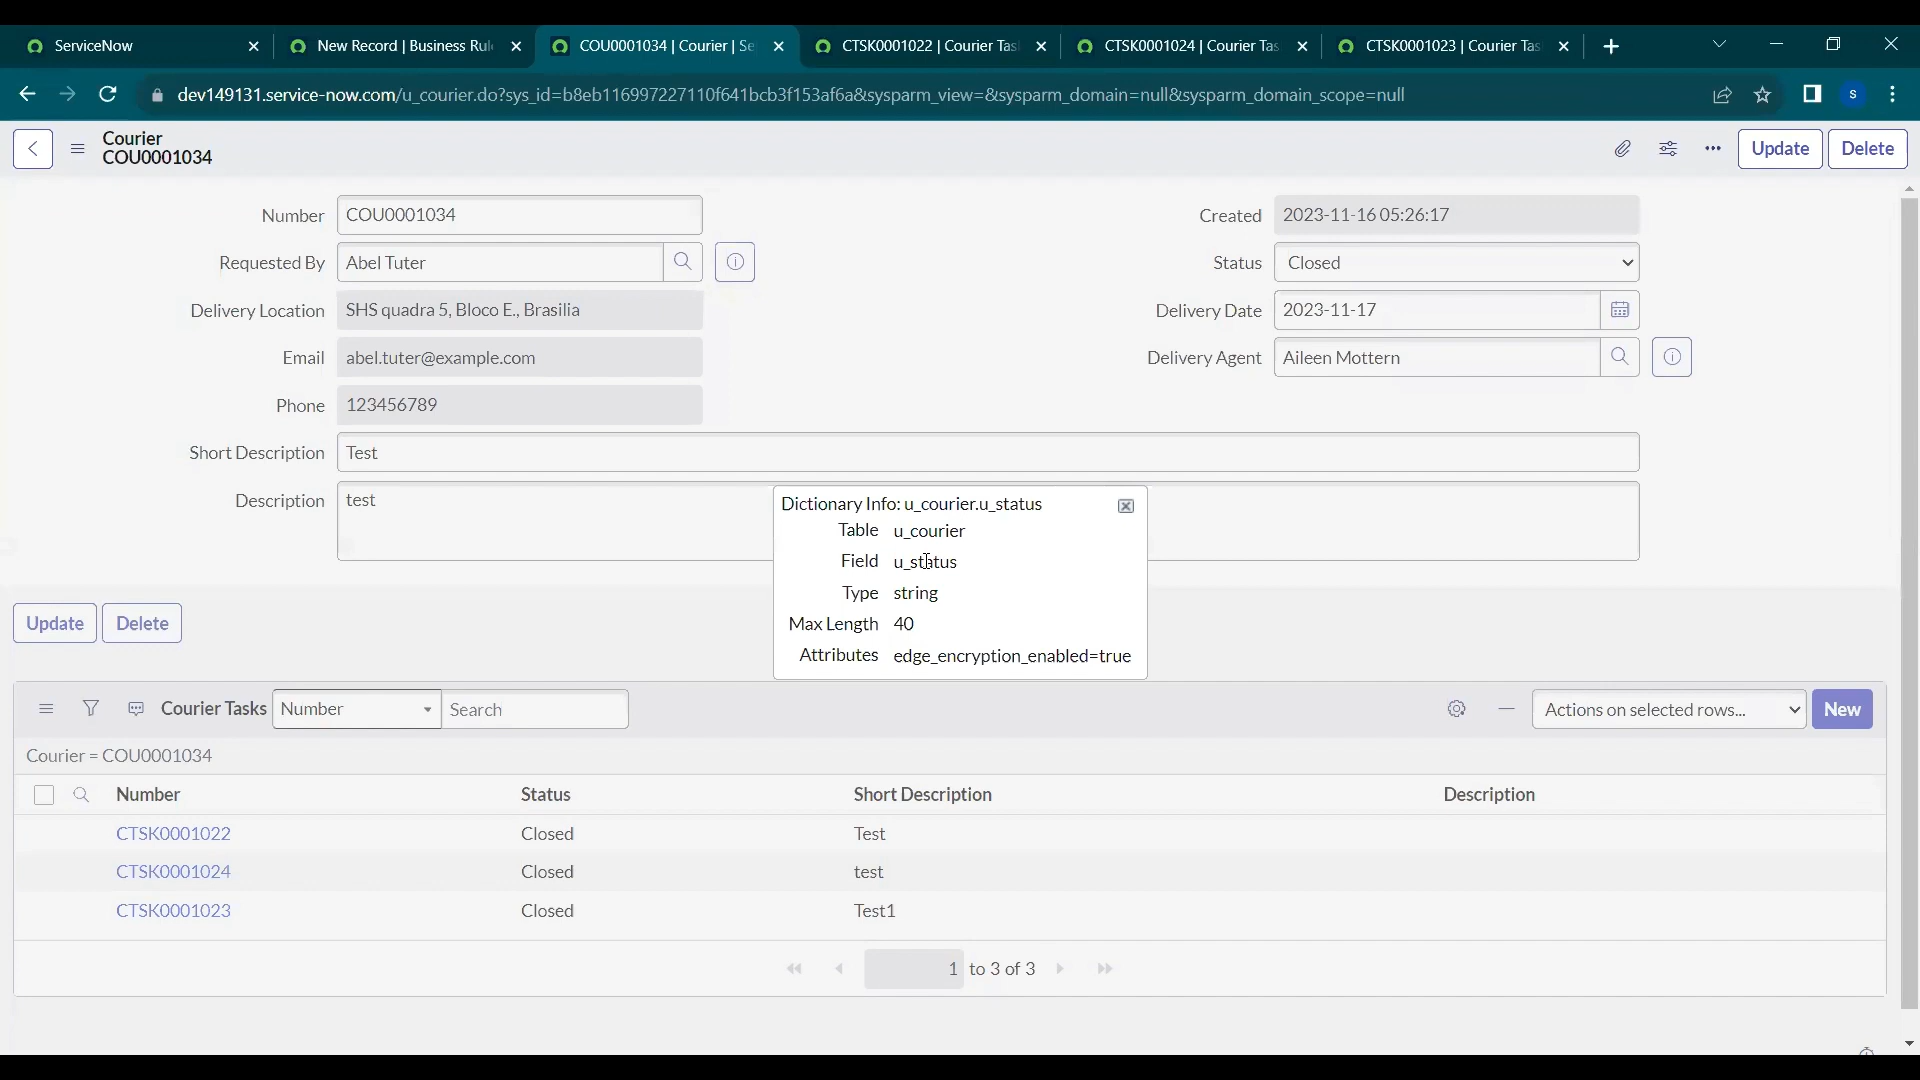 ServiceNow
New Record | Business Rul
COU0001034 | Courier | Se
CTSK0001022 | Courier Tas
CTSK0001024 | Courier Tas
CTSK0001023 | Courier Tas
dev149131.service-now.com/u_courier.do?sys_id=b8eb116997227110f641bcb3f153af6a&sysparm_view=&sysparm_domain=null&sysparm_domain_scope=null
S
Courier
COU0001034
Update
Delete
Number COU0001034
Created 2023-11-16 05:26:17
Requested By Abel Tuter
Status Closed
Delivery Location SHS quadra 5, Bloco E., Brasilia
Delivery Date 2023-11-17
Email abel.tuter@example.com
Delivery Agent Aileen Mottern
Phone 123456789
Short Description Test
Description test
Dictionary Info: u_courier.u_status
Table u_courier
Field u_status
Type string
Max Length 40
Attributes edge_encryption_enabled=true
Update Delete
Courier Tasks Number Search Actions on selected rows... New
Courier = COU0001034
Number Status Short Description Description
CTSK0001022 Closed Test
CTSK0001024 Closed test
CTSK0001023 Closed Test1
1 to 3 of 3